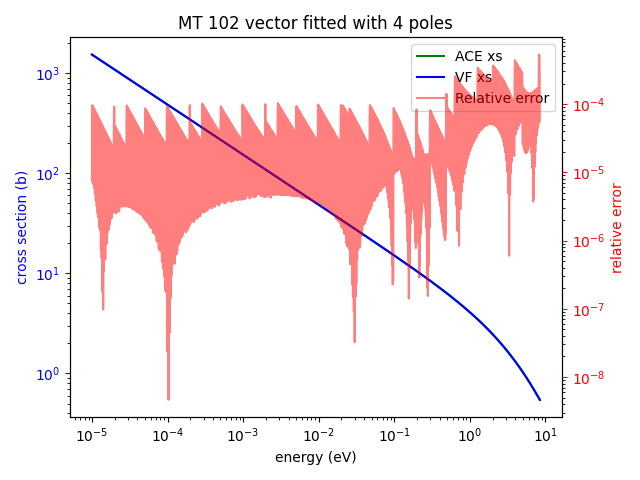 MT 102 vector fitted with 4 poles
ACE xs
VF xs
Relative error
cross section (b)
10³
10²
10¹
10⁰
10⁻⁴
10⁻⁵
10⁻⁶
10⁻⁷
10⁻⁸
relative error
10⁻⁵ 10⁻⁴ 10⁻³ 10⁻² 10⁻¹ 10⁰ 10¹
energy (eV)